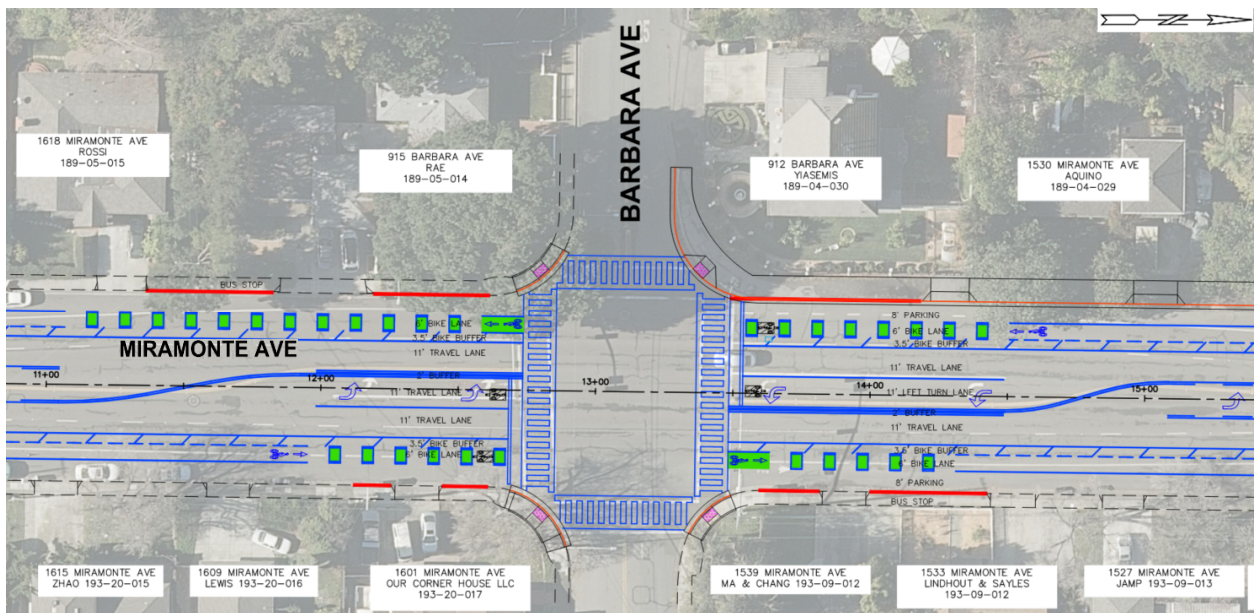 N
BARBARA AVE
1618 MIRAMONTE AVE
ROSSI
189-05-015
915 BARBARA AVE
RAE
189-05-014
912 BARBARA AVE
YIASEMIS
189-04-030
1530 MIRAMONTE AVE
AQUINO
189-04-029
BUS STOP
6' BIKE LANE
3.5' BIKE BUFFER
11' TRAVEL LANE
MIRAMONTE AVE
2' BUFFER
11' TRAVEL LANE
11' TRAVEL LANE
3.5' BIKE BUFFER
6' BIKE LANE
8' PARKING
6' BIKE LANE
3.5' BIKE BUFFER
11' TRAVEL LANE
11' LEFT TURN LANE
2' BUFFER
11' TRAVEL LANE
3.5' BIKE BUFFER
6' BIKE LANE
8' PARKING
BUS STOP
11+00
12+00
13+00
14+00
15+00
1615 MIRAMONTE AVE
ZHAO 193-20-015
1609 MIRAMONTE AVE
LEWIS 193-20-016
1601 MIRAMONTE AVE
OUR CORNER HOUSE LLC
193-20-017
1539 MIRAMONTE AVE
MA & CHANG 193-09-012
1533 MIRAMONTE AVE
LINDHOUT & SAYLES
193-09-012
1527 MIRAMONTE AVE
JAMP 193-09-013